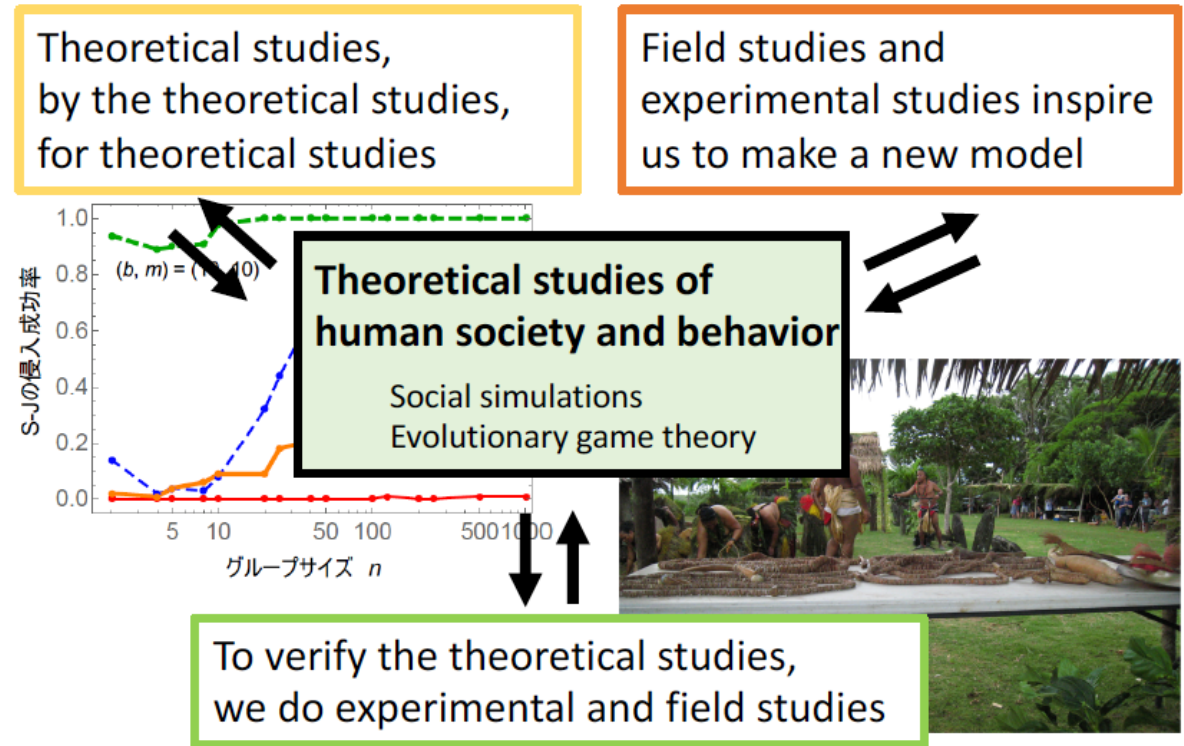 Theoretical studies,
by the theoretical studies,
for theoretical studies
Field studies and
experimental studies inspire
us to make a new model
Theoretical studies of
human society and behavior
Social simulations
Evolutionary game theory
S-Jの侵入成功率
1.0
0.8
0.6
0.4
0.2
0.0
(b, m) = (10, 10)
5 10 50 100 500 1000
グループサイズ n
To verify the theoretical studies,
we do experimental and field studies